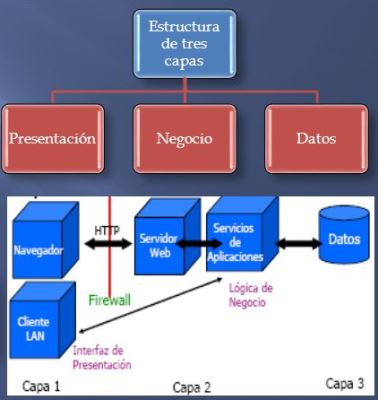 Estructura
de tres
capas
Presentación
Negocio
Datos
HTTP
Navegador
Servidor
Web
Servicios
de
Aplicaciones
Datos
Firewall
Lógica de
Negocio
Cliente
LAN
Interfaz de
Presentación
Capa 1
Capa 2
Capa 3